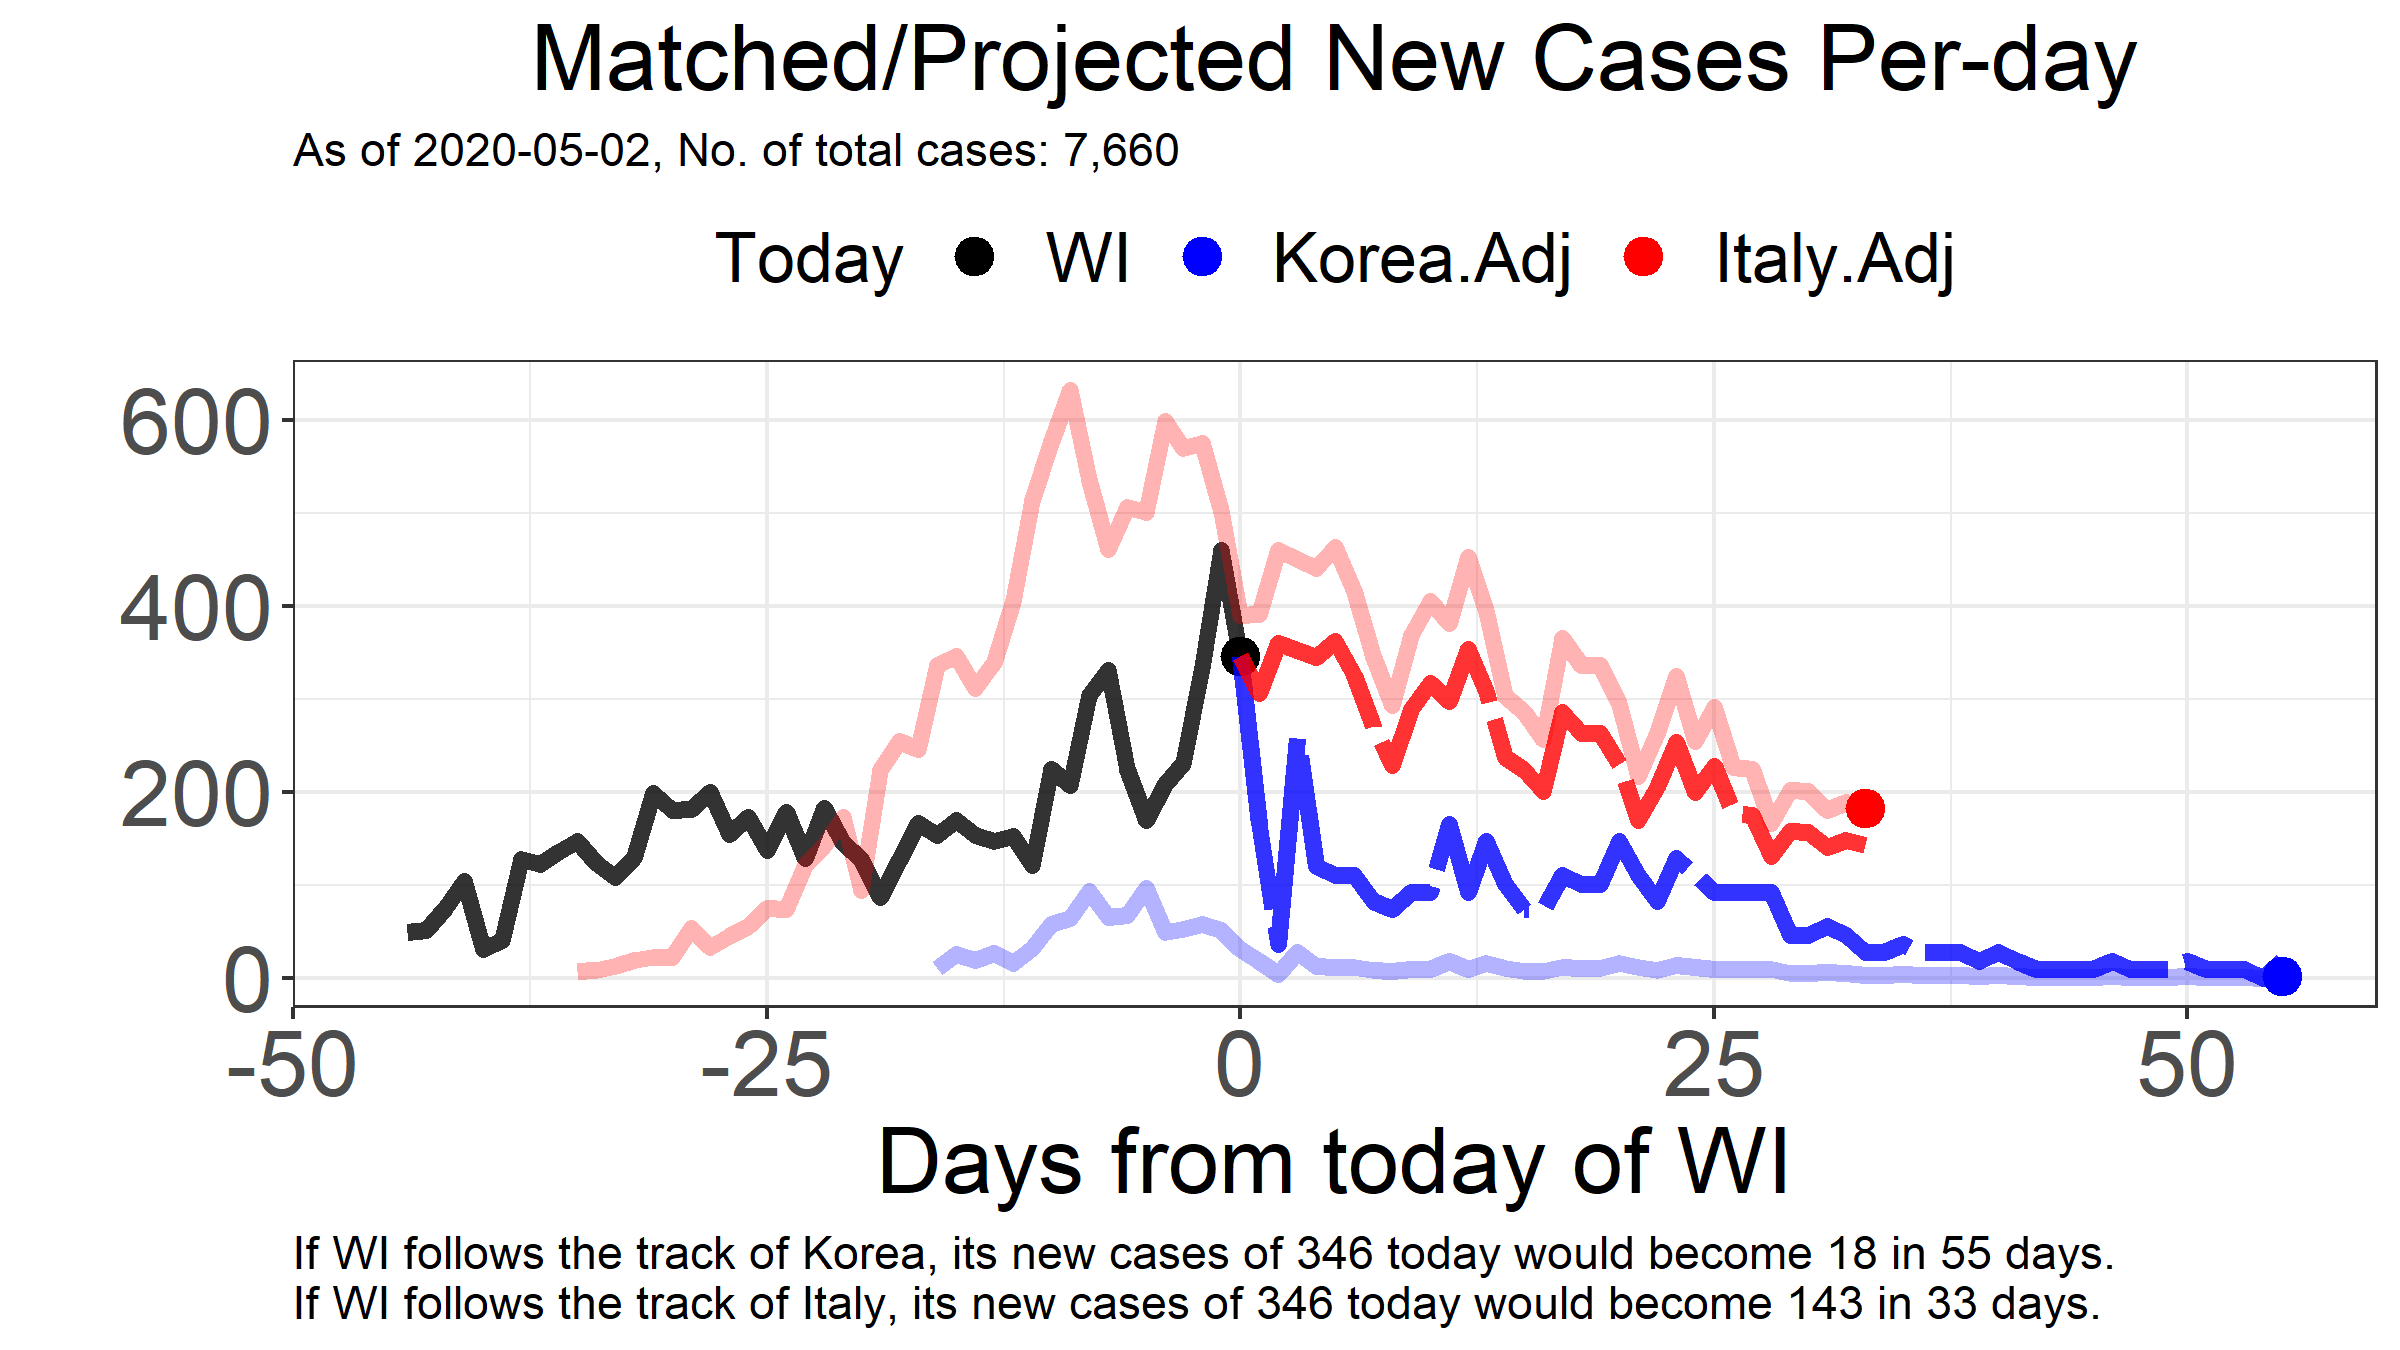 Matched/Projected New Cases Per-day
As of 2020-05-02, No. of total cases: 7,660
Today WI Korea.Adj Italy.Adj
600
400
200
0
-50 -25 0 25 50
Days from today of WI
If WI follows the track of Korea, its new cases of 346 today would become 18 in 55 days.
If WI follows the track of Italy, its new cases of 346 today would become 143 in 33 days.